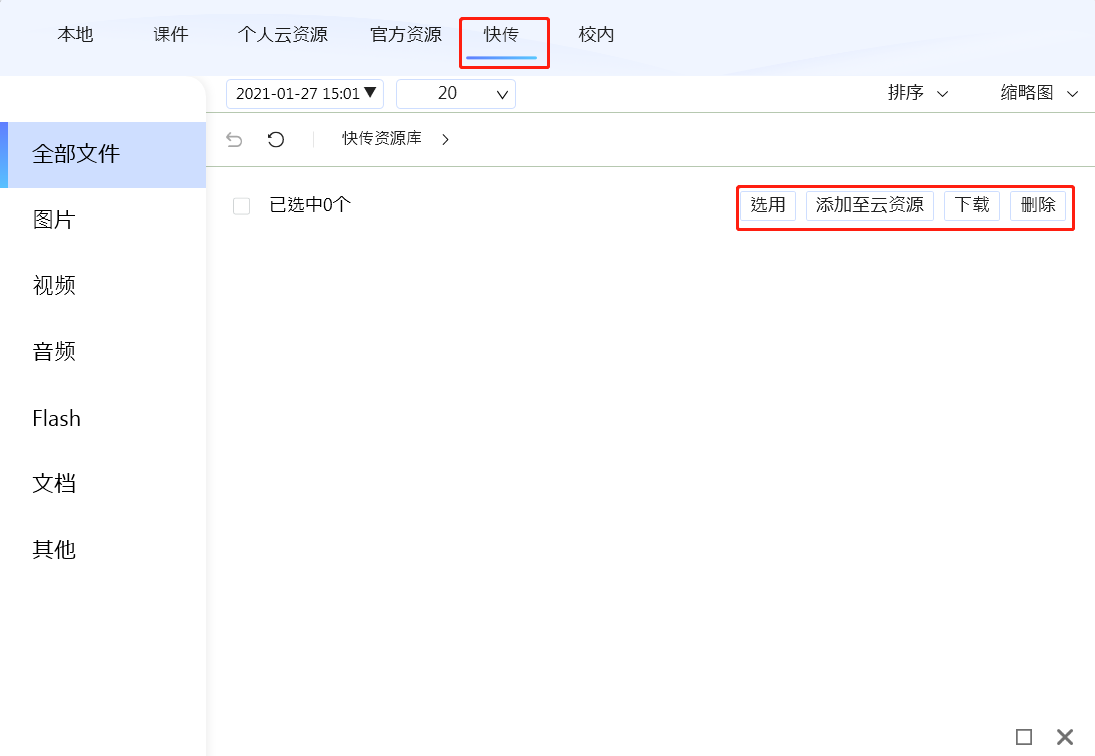 本地 课件 个人云资源 官方资源 快传 校内
2021-01-27 15:01 20 排序 缩略图
快传资源库
全部文件
已选中0个 选用 添加至云资源 下载 删除
图片
视频
音频
Flash
文档
其他